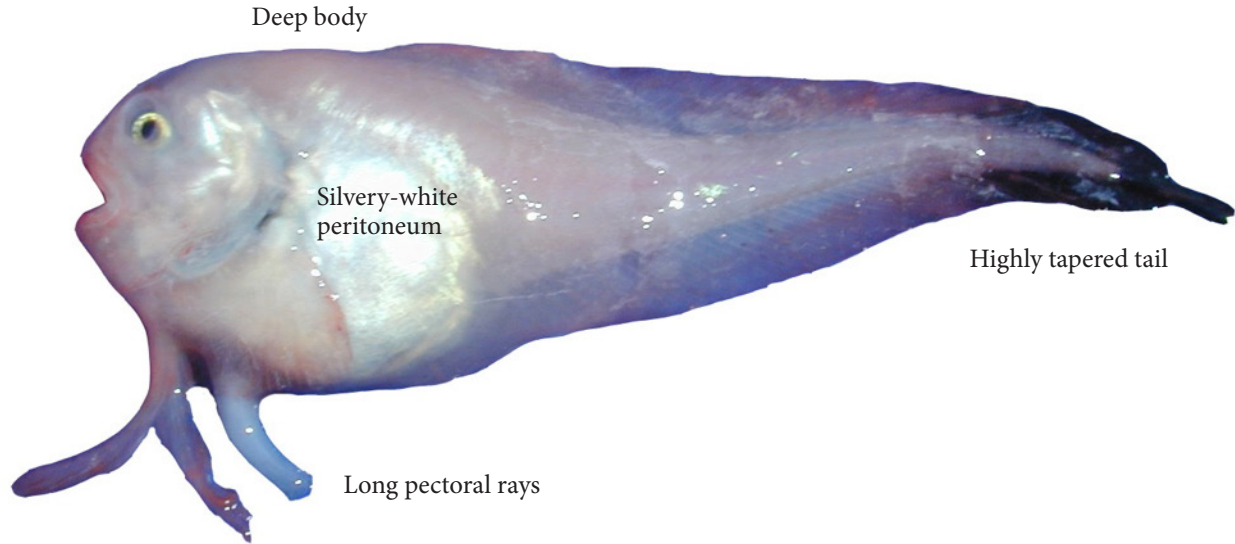 Deep body
Silvery-white
peritoneum
Highly tapered tail
Long pectoral rays